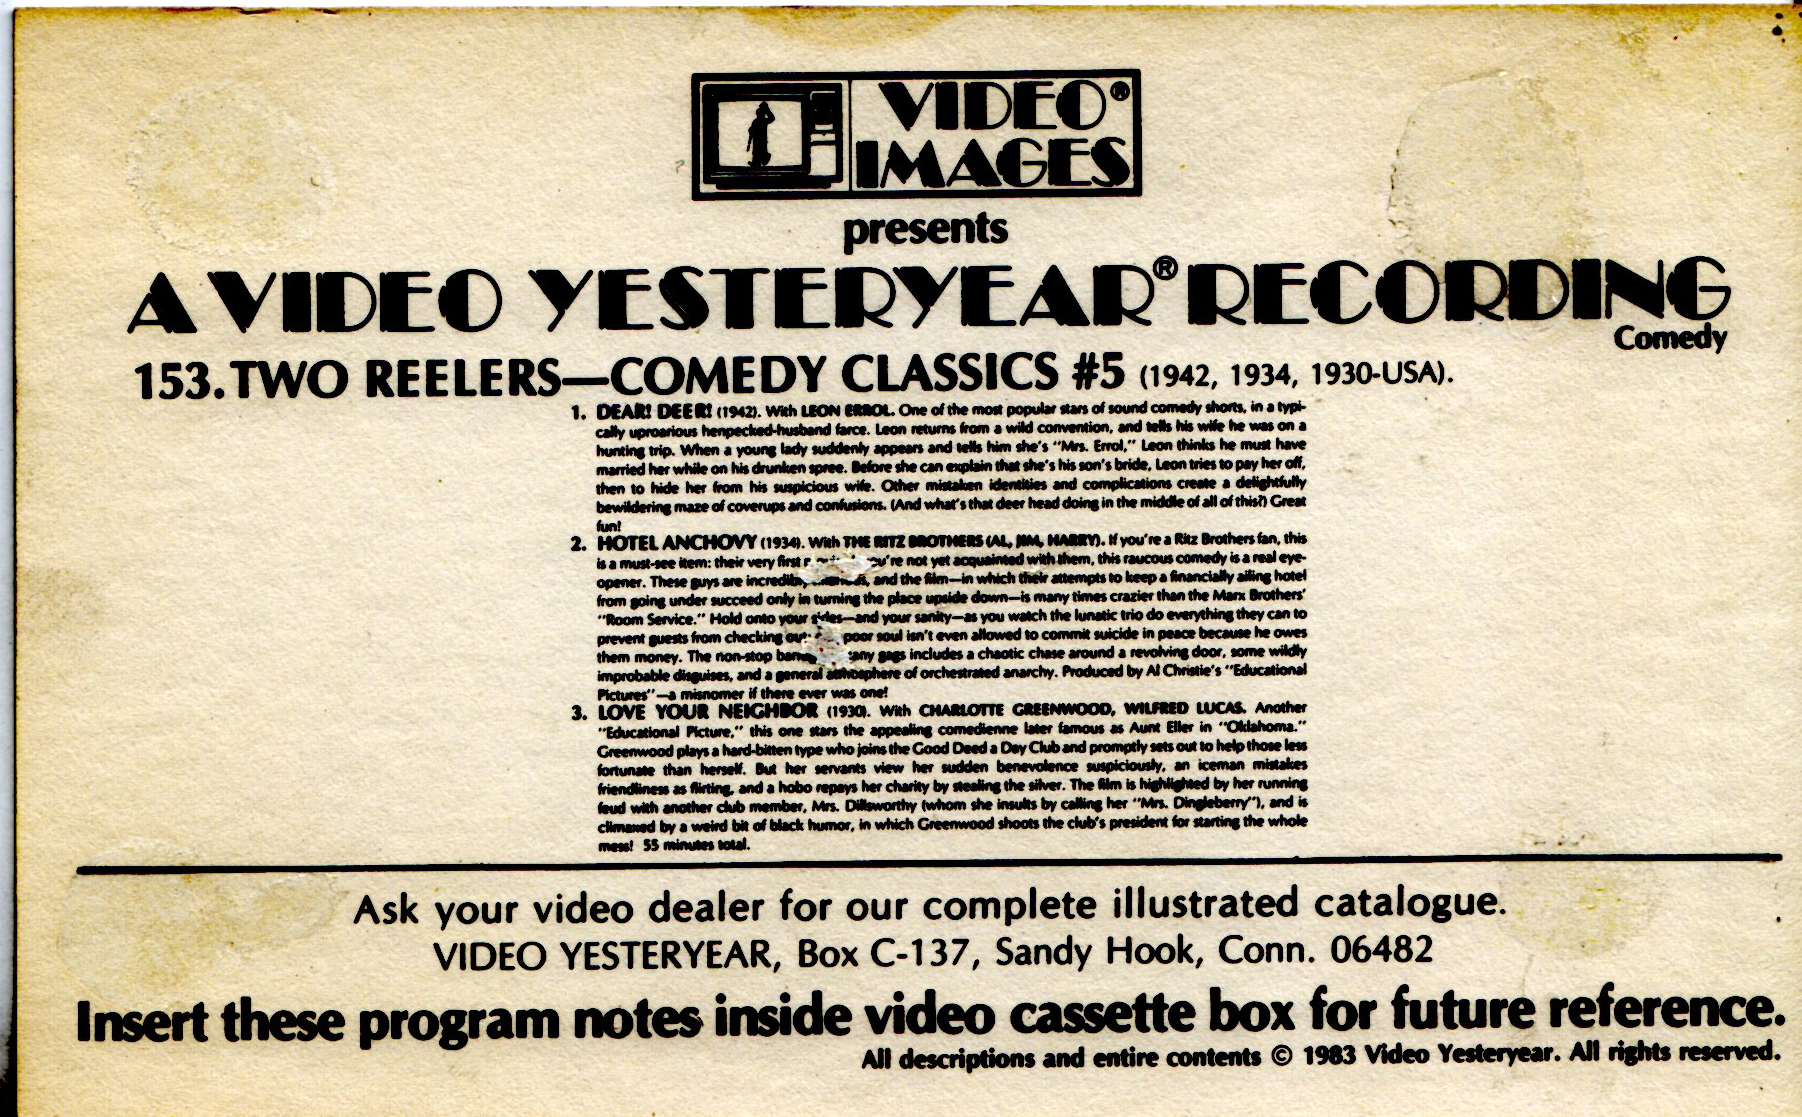 VIDEO®
IMAGES
presents
A VIDEO YESTERYEAR® RECORDING
Comedy
153. TWO REELERS—COMEDY CLASSICS #5 (1942, 1934, 1930-USA).
1. DEAR! DEER! (1942). With LEON ERROL. One of the most popular stars of sound comedy shorts, in a typi-
cally uproarious henpecked-husband farce. Leon returns from a wild convention, and tells his wife he was on a
hunting trip. When a young lady suddenly appears and tells him she's "Mrs. Errol," Leon thinks he must have
married her while on his drunken spree. Before she can explain that she's his son's bride, Leon tries to pay her off,
then to hide her from his suspicious wife. Other mistaken identities and complications create a delightfully
bewildering maze of coverups and confusions. (And what's that deer head doing in the middle of all of this?) Great
fun!
2. HOTEL ANCHOVY (1934). With THE RITZ BROTHERS (AL, JIM, HARRY). If you're a Ritz Brothers fan, this
is a must-see item: their very first you're not yet acquainted with them, this raucous comedy is a real eye-
opener. These guys are and the film—in which their attempts to keep a financially ailing hotel
from going under succeed only in turning the place upside down—is many times crazier than the Marx Brothers'
"Room Service." Hold onto your sides—and your sanity—as you watch the lunatic trio do everything they can to
prevent guests from checking out: poor soul isn't even allowed to commit suicide in peace because he owes
them money. The non-stop gags includes a chaotic chase around a revolving door, some wildly
improbable disguises, and a general atmosphere of orchestrated anarchy. Produced by Al Christie's "Educational
Pictures"—a misnomer if there ever was one!
3. LOVE YOUR NEIGHBOR (1930). With CHARLOTTE GREENWOOD, WILFRED LUCAS. Another
"Educational Picture," this one stars the appealing comedienne later famous as Aunt Eller in "Oklahoma."
Greenwood plays a hard-bitten type who joins the Good Deed a Day Club and promptly sets out to help those less
fortunate than herself. But her servants view her sudden benevolence suspiciously, an iceman mistakes
friendliness as flirting, and a hobo repays her charity by stealing the silver. The film is highlighted by her running
feud with another club member, Mrs. Dillsworthy (whom she insults by calling her "Mrs. Dingleberry"), and is
climaxed by a weird bit of black humor, in which Greenwood shoots the club's president for starting the whole
mess! 55 minutes total.
Ask your video dealer for our complete illustrated catalogue.
VIDEO YESTERYEAR, Box C-137, Sandy Hook, Conn. 06482
Insert these program notes inside video cassette box for future reference.
All descriptions and entire contents © 1983 Video Yesteryear. All rights reserved.